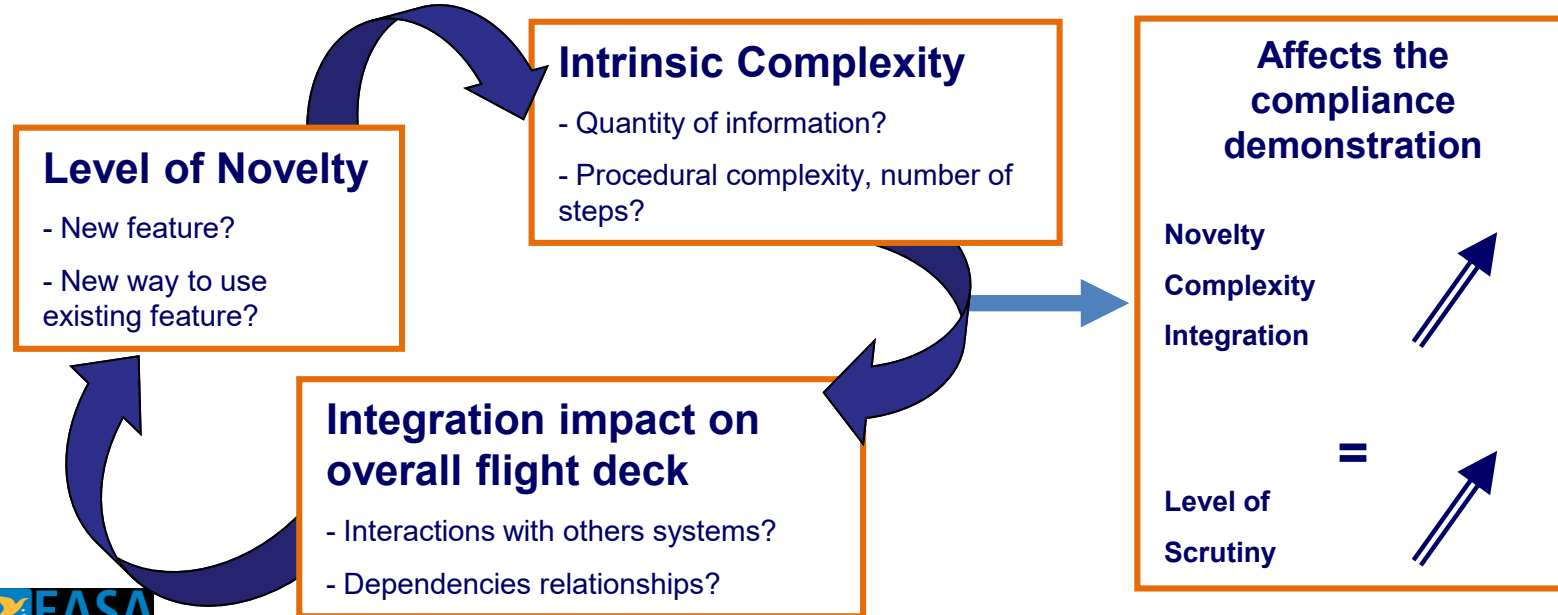 Level of Novelty
- New feature?
- New way to use
existing feature?
Intrinsic Complexity
- Quantity of information?
- Procedural complexity, number of
steps?
Integration impact on
overall flight deck
- Interactions with others systems?
- Dependencies relationships?
Affects the
compliance
demonstration
Novelty
Complexity
Integration
=
Level of
Scrutiny
EASA